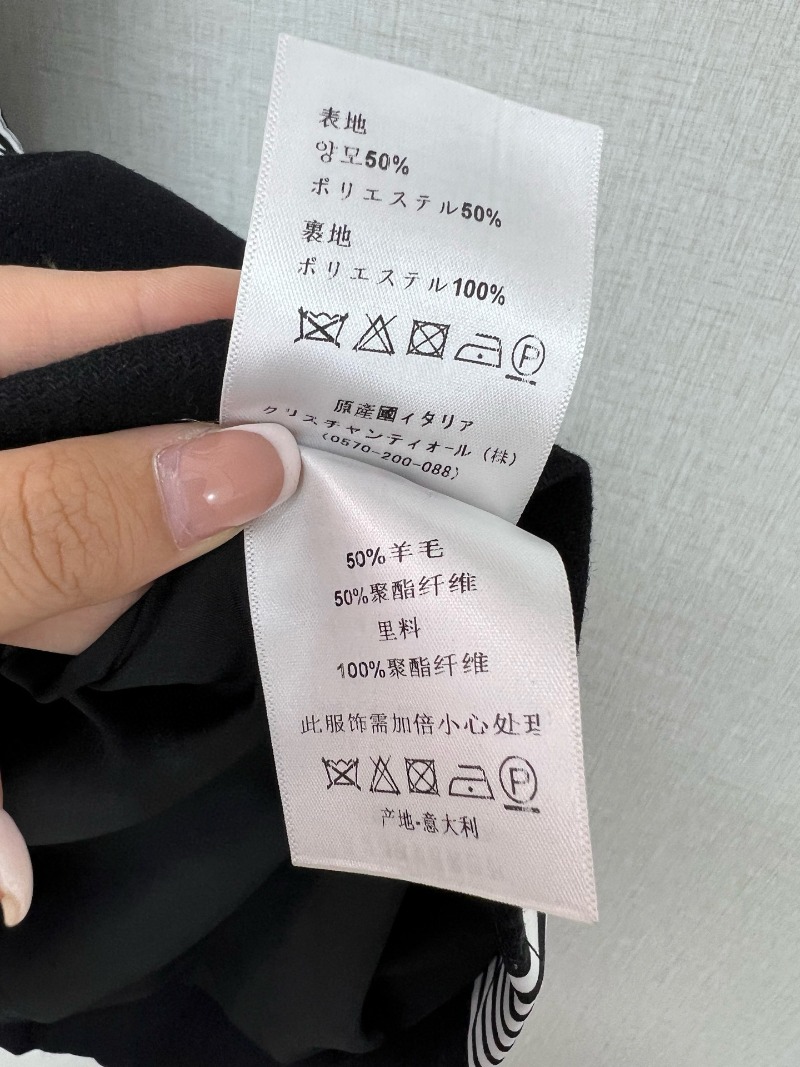 表地
양모50%
ポリエステル50%
裏地
ポリエステル100%
P
原産國イタリア
クリスチャンディオール（株）
（0570-200-088）
50%羊毛
50%聚酯纤维
里料
100%聚酯纤维
此服饰需加倍小心处理
P
产地-意大利